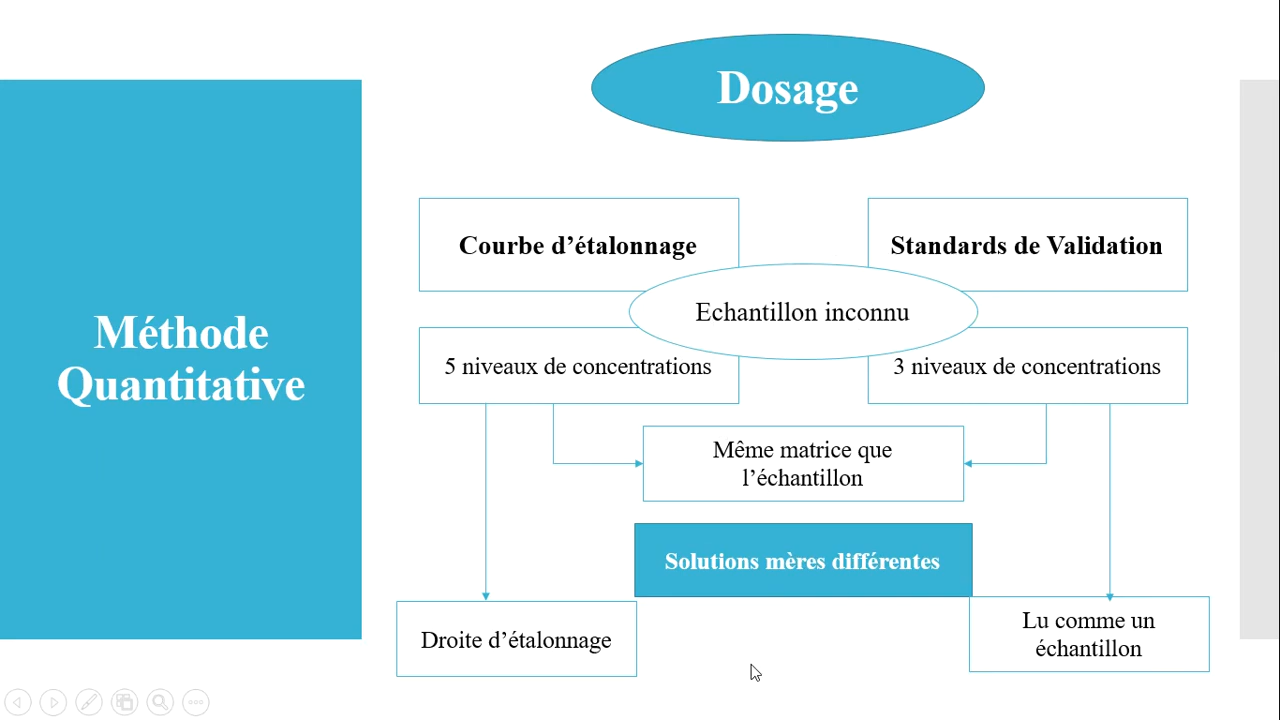 Dosage
Méthode
Quantitative
Courbe d’étalonnage
Standards de Validation
Echantillon inconnu
5 niveaux de concentrations
3 niveaux de concentrations
Même matrice que
l’échantillon
Solutions mères différentes
Droite d’étalonnage
Lu comme un
échantillon